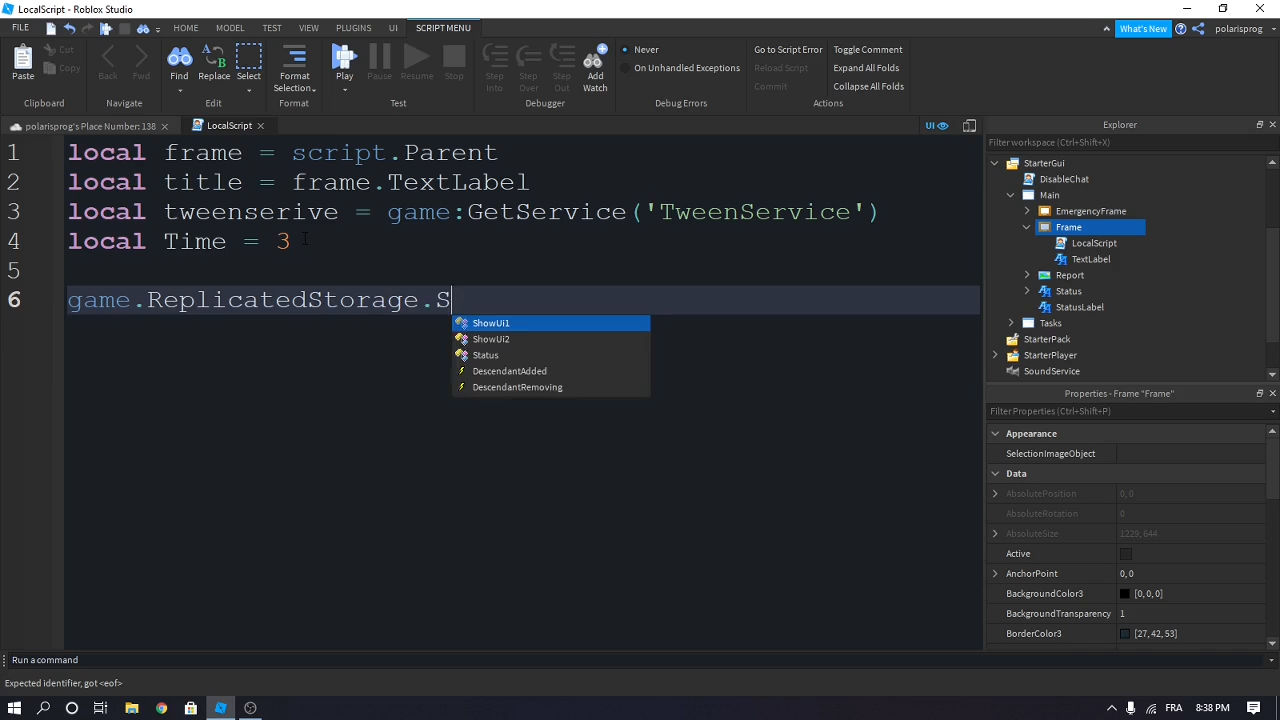 LocalScript - Roblox Studio
FILE HOME MODEL TEST VIEW PLUGINS UI SCRIPT MENU What's New polarisprog
Paste Cut Copy Back Fwd Find Replace Select Format Selection Play Pause Resume Stop Step Into Step Over Step Out Add Watch
Never
On Unhandled Exceptions
Go to Script Error
Reload Script
Commit
Toggle Comment
Expand All Folds
Collapse All Folds
Clipboard Navigate Edit Format Test Debugger Debug Errors Actions
polarisprog's Place Number: 138 LocalScript UI
1 local frame = script.Parent
2 local title = frame.TextLabel
3 local tweenserive = game:GetService('TweenService')
4 local Time = 3
5
6 game.ReplicatedStorage.S
ShowUi1
ShowUi2
Status
DescendantAdded
DescendantRemoving
Explorer
Filter workspace (Ctrl+Shift+X)
StarterGui
DisableChat
Main
EmergencyFrame
Frame
LocalScript
TextLabel
Report
Status
StatusLabel
Tasks
StarterPack
StarterPlayer
SoundService
Properties - Frame "Frame"
Filter Properties (Ctrl+Shift+P)
Appearance
SelectionImageObject
Data
AbsolutePosition 0, 0
AbsoluteRotation 0
AbsoluteSize 1229, 644
Active
AnchorPoint 0, 0
BackgroundColor3 [0, 0, 0]
BackgroundTransparency 1
BorderColor3 [27, 42, 53]
Run a command
Expected identifier, got <eof>
FRA 8:38 PM